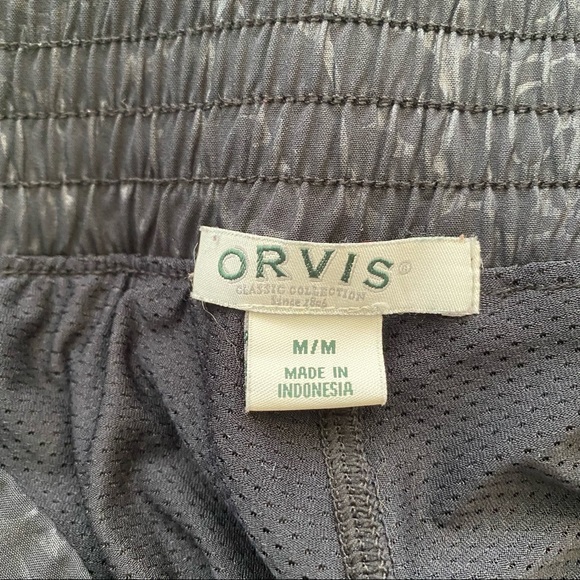 ORVIS®
CLASSIC COLLECTION
Since 1856
M/M
MADE IN
INDONESIA